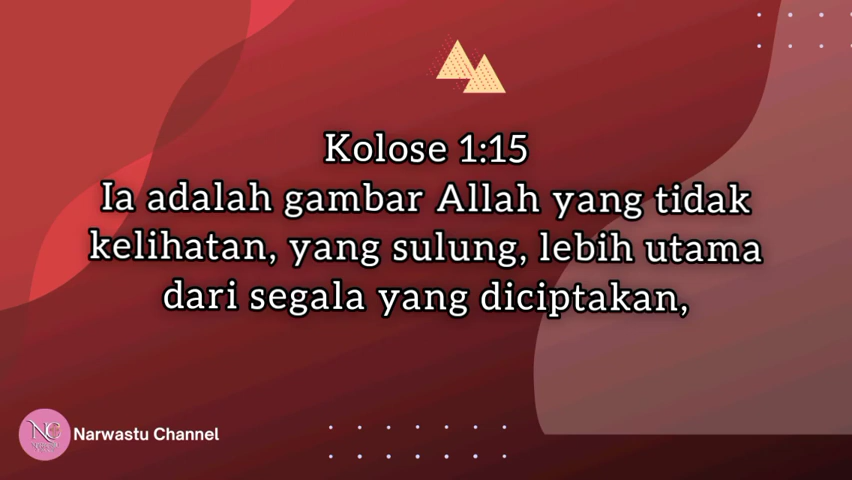 Kolose 1:15
Ia adalah gambar Allah yang tidak
kelihatan, yang sulung, lebih utama
dari segala yang diciptakan,
NC
Narwastu Channel